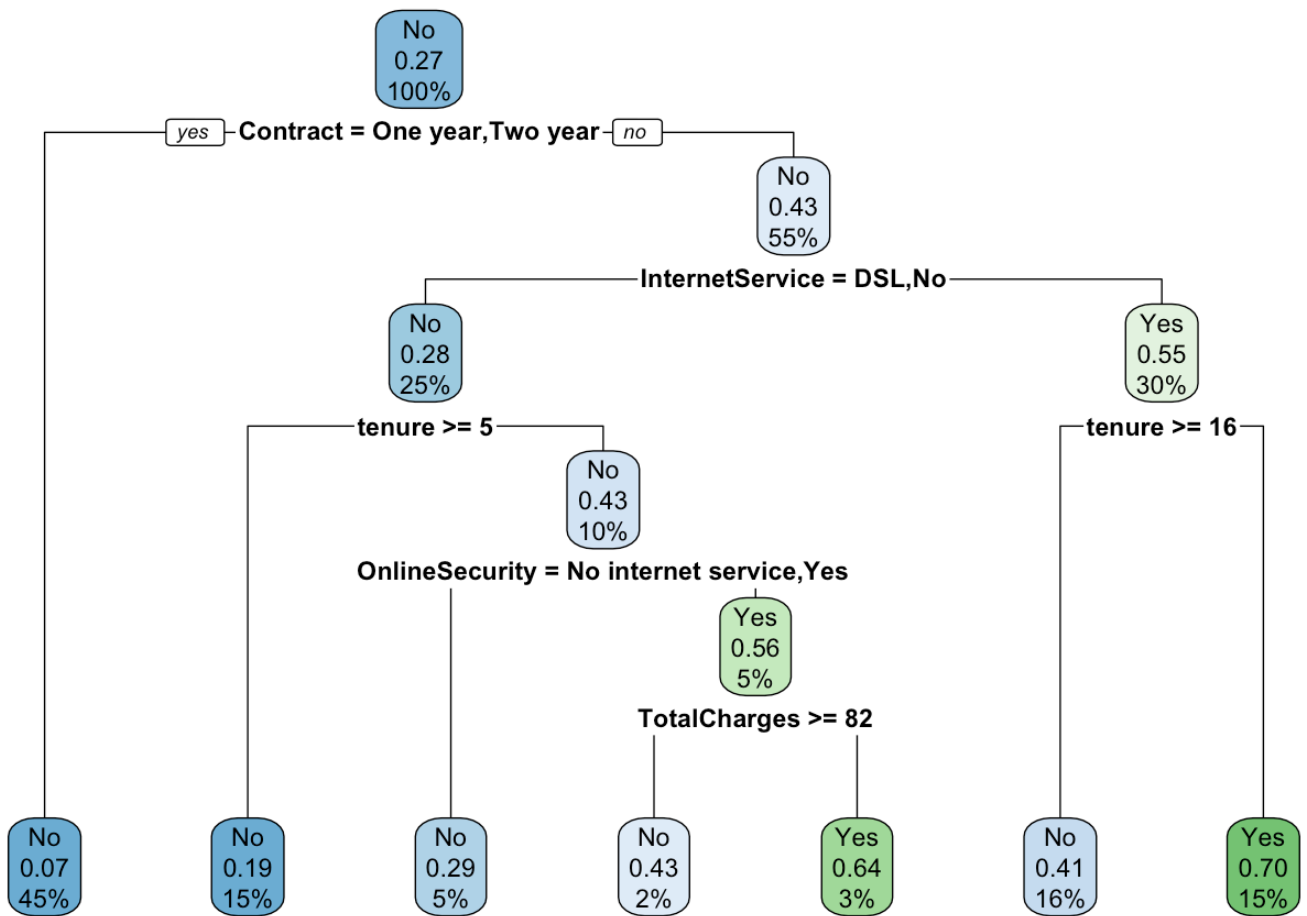 No
0.27
100%
yes Contract = One year,Two year no
No
0.43
55%
InternetService = DSL,No
No
0.28
25%
Yes
0.55
30%
tenure >= 5
tenure >= 16
No
0.43
10%
OnlineSecurity = No internet service,Yes
Yes
0.56
5%
TotalCharges >= 82
No
0.07
45%
No
0.19
15%
No
0.29
5%
No
0.43
2%
Yes
0.64
3%
No
0.41
16%
Yes
0.70
15%